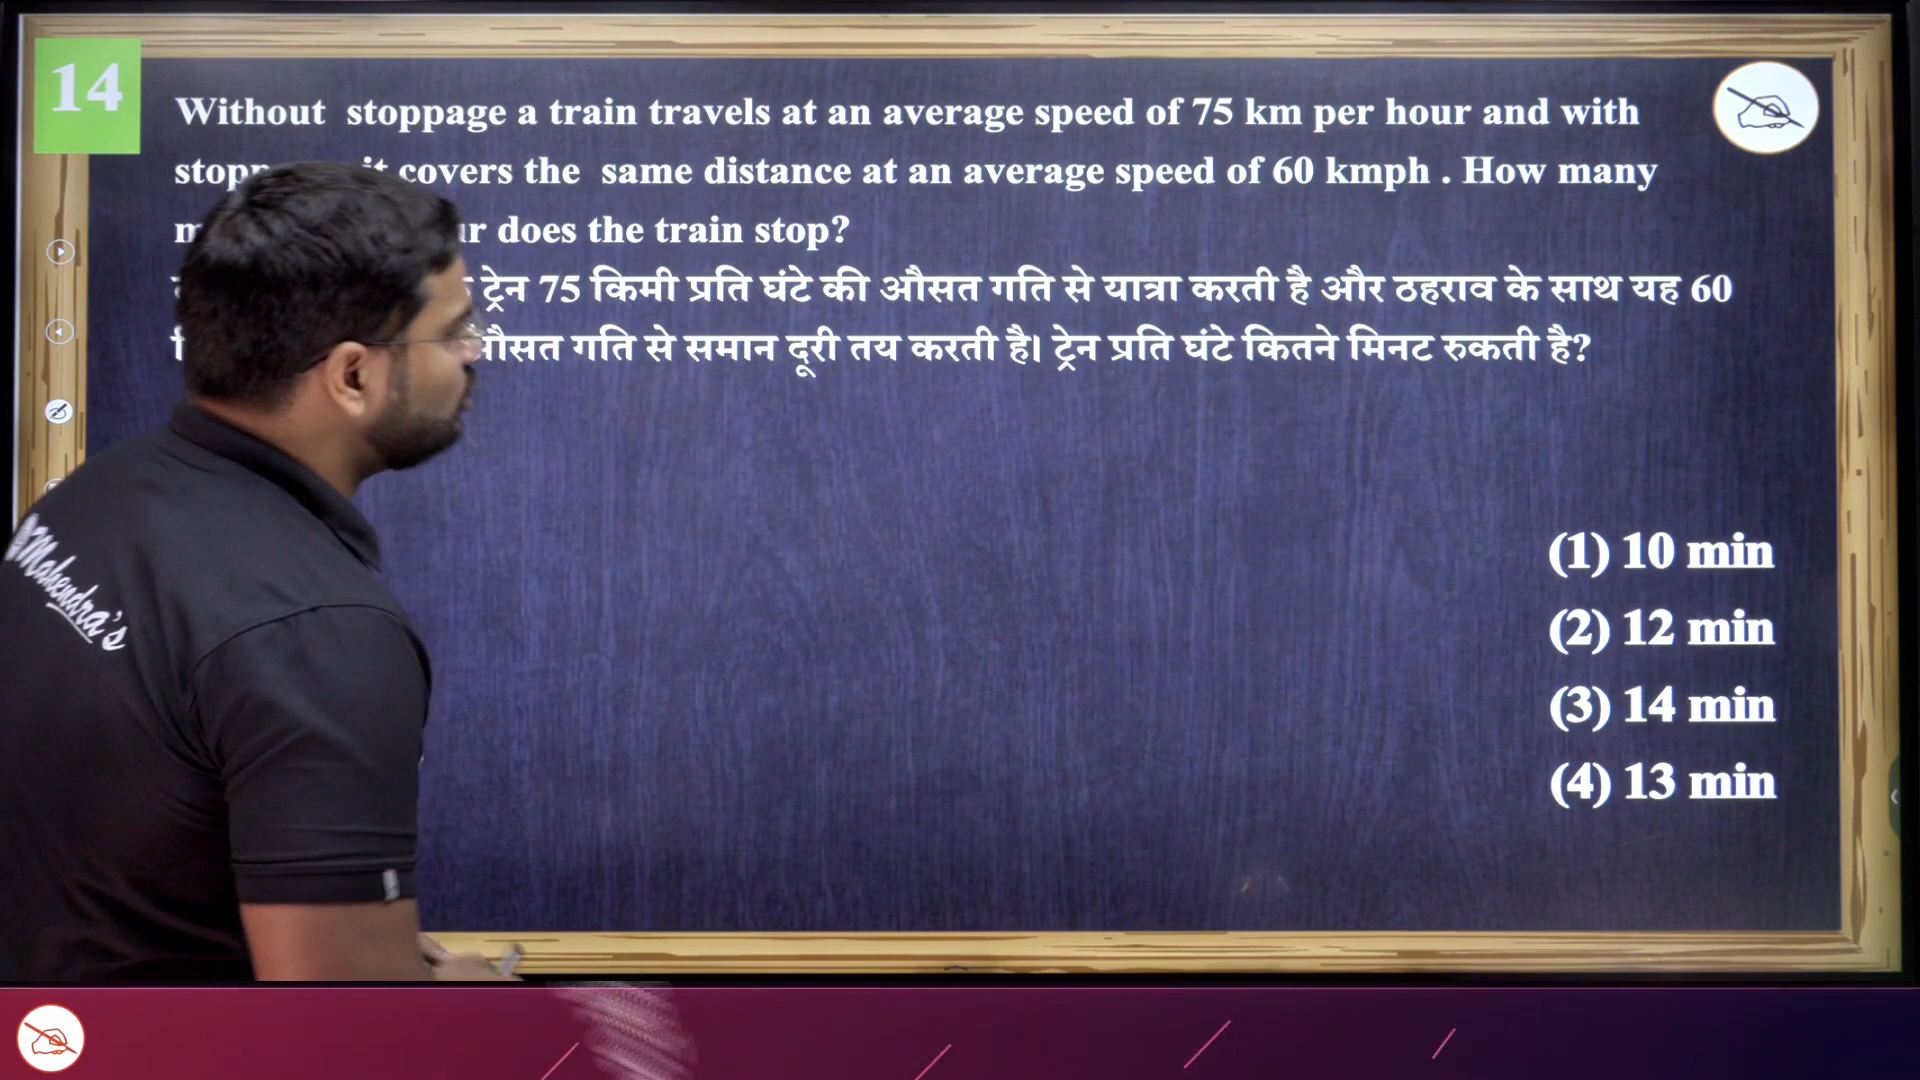 14
Without stoppage a train travels at an average speed of 75 km per hour and with
it covers the same distance at an average speed of 60 kmph . How many
does the train stop?
ट्रेन 75 किमी प्रति घंटे की औसत गति से यात्रा करती है और ठहराव के साथ यह 60
औसत गति से समान दूरी तय करती है। ट्रेन प्रति घंटे कितने मिनट रुकती है?
(1) 10 min
(2) 12 min
(3) 14 min
(4) 13 min
Mahendra's